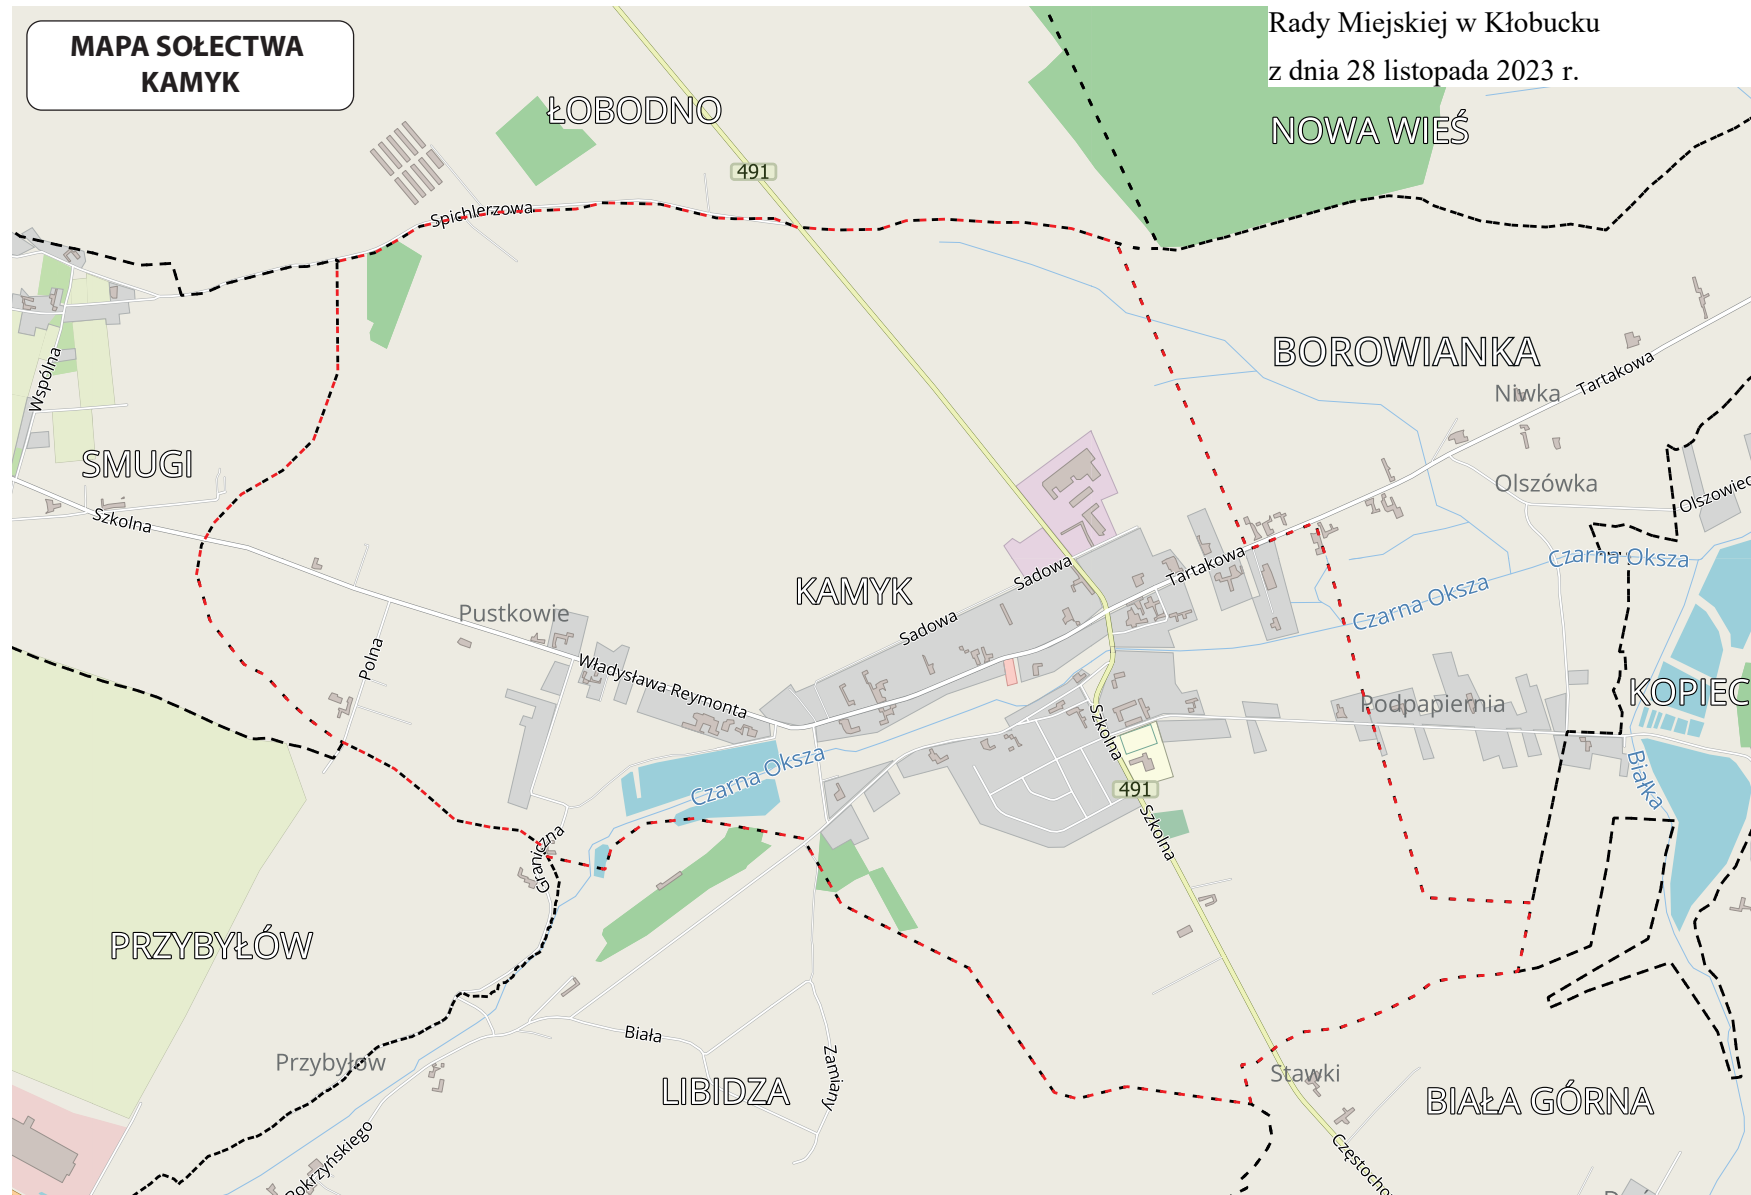 MAPA SOŁECTWA
KAMYK
Rady Miejskiej w Kłobucku
z dnia 28 listopada 2023 r.
ŁOBODNO
NOWA WIEŚ
491
Spichlerzowa
BOROWIANKA
Wspólna
Niwka
Tartakowa
SMUGI
Olszówka
Olszowiec
Szkolna
Czarna Oksza
Sadowa
Tartakowa
KAMYK
Czarna Oksza
Pustkowie
Sadowa
Polna
Władysława Reymonta
KOPIEC
Podpapiernia
Szkolna
Czarna Oksza
Białka
491
Szkolna
Graniczna
PRZYBYŁÓW
Biała
Przybyłów
Zamiany
Stawki
LIBIDZA
BIAŁA GÓRNA
Pokrzyńskiego
Częstocho